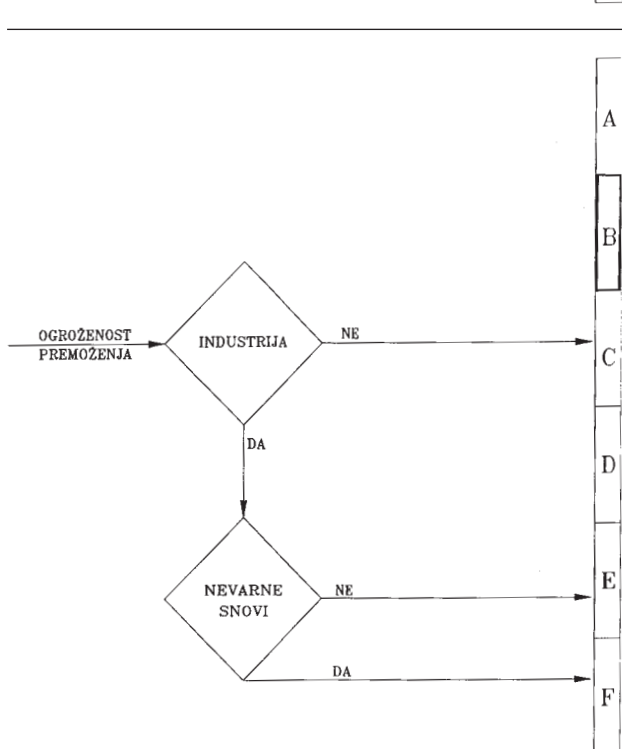 A
B
OGROŽENOST
PREMOŽENJA
INDUSTRIJA
NE
C
DA
D
NEVARNE
SNOVI
NE
E
DA
F